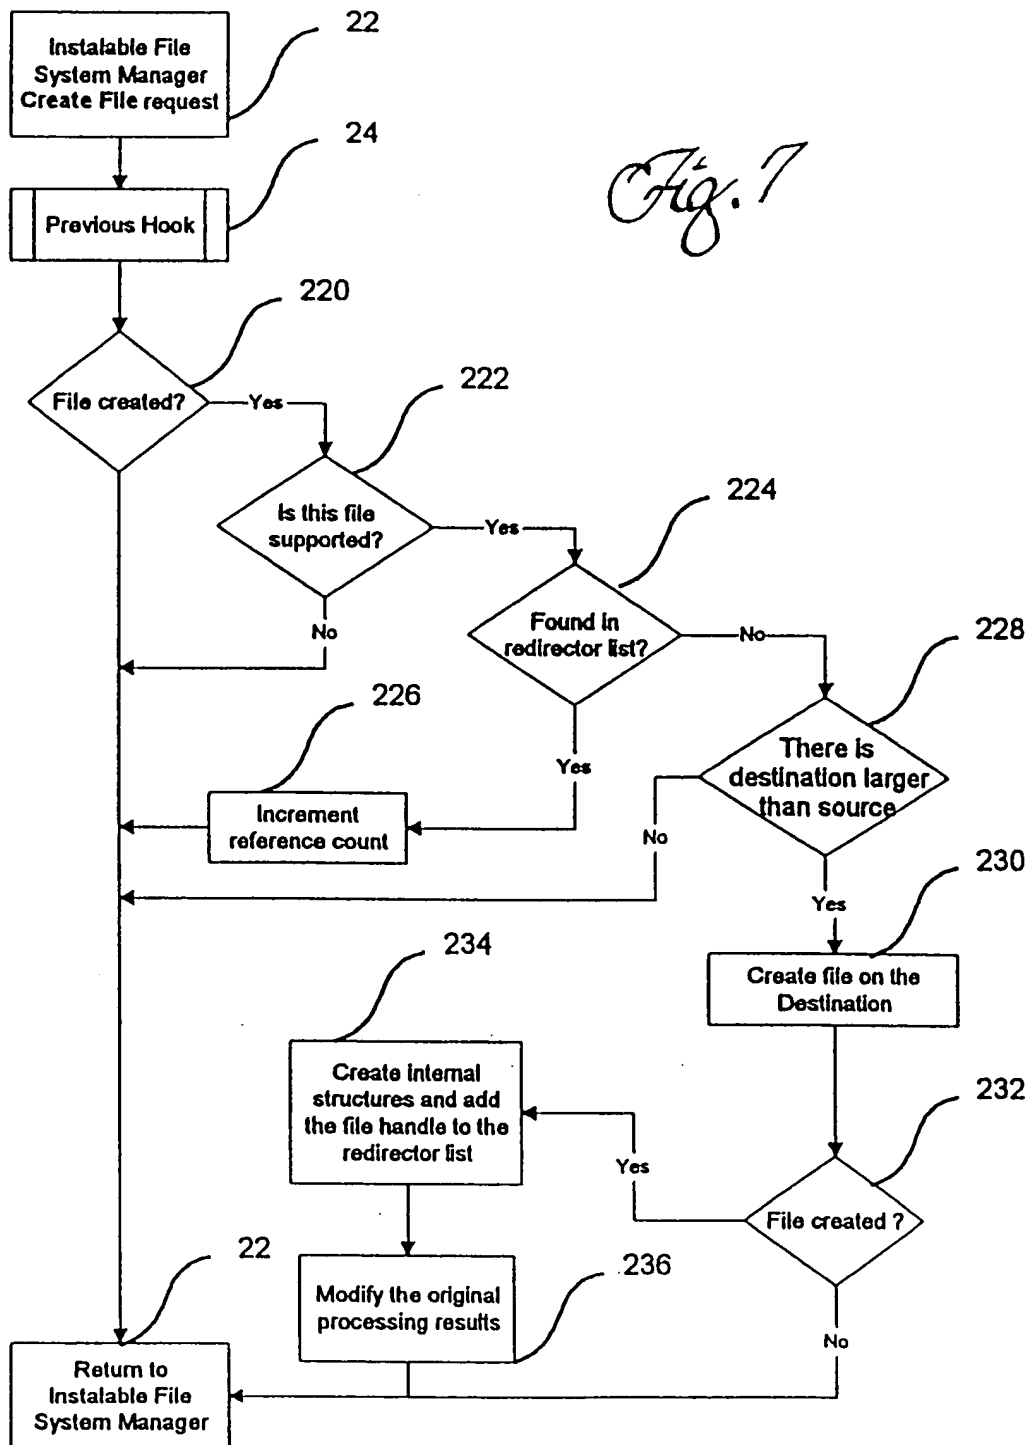 22
Instalable File
System Manager
Create File request
24
Previous Hook
Fig. 7
220
File created?
Yes
222
Is this file
supported?
Yes
No
224
Found in
redirector list?
No
Yes
226
Increment
reference count
228
There is
destination larger
than source
No
Yes
230
Create file on the
Destination
234
Create internal
structures and add
the file handle to the
redirector list
232
File created ?
Yes
No
22
236
Modify the original
processing results
Return to
Instalable File
System Manager